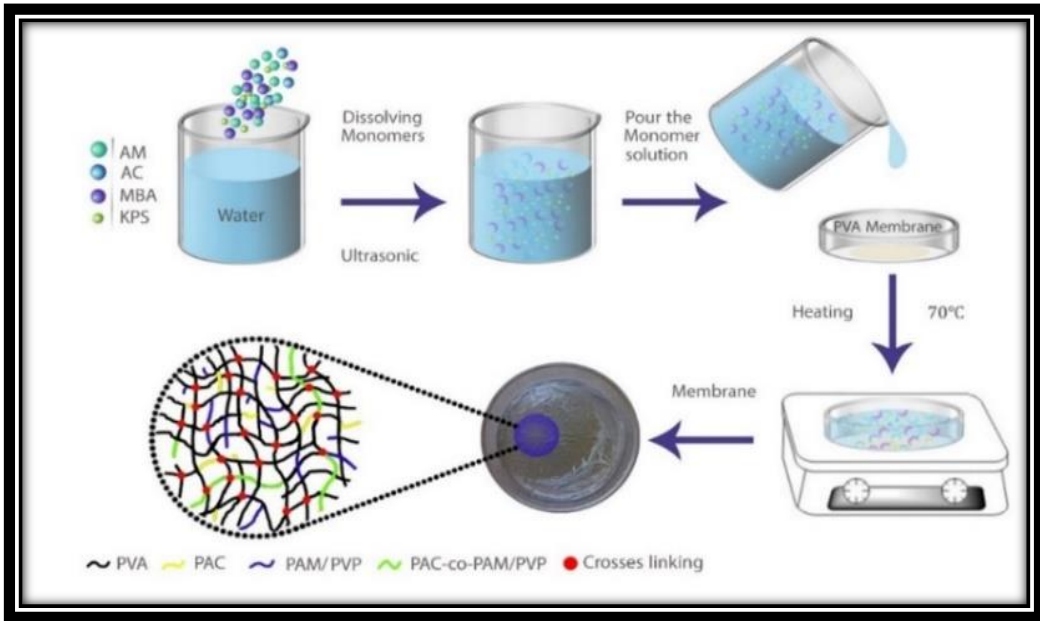 AM
AC
MBA
KPS
Water
Dissolving
Monomers
Ultrasonic
Pour the
Monomer
solution
PVA Membrane
Heating 70°C
Membrane
PVA PAC PAM/PVP PAC-co-PAM/PVP Crosses linking